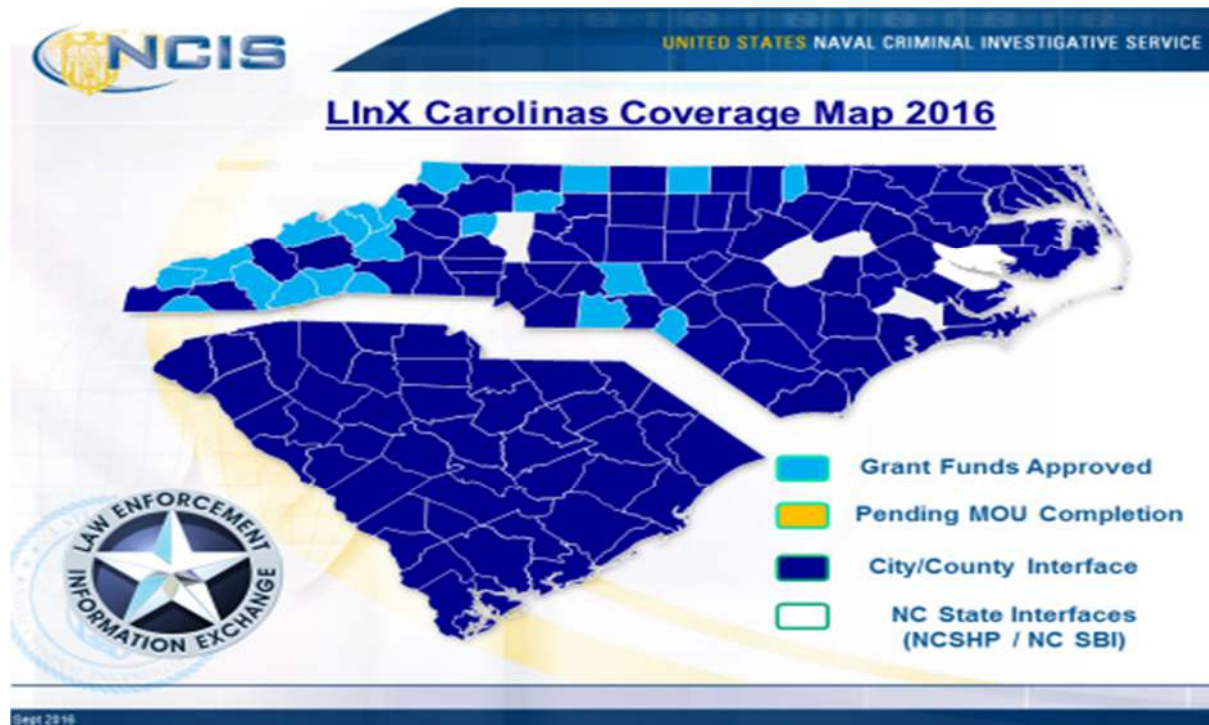 NCIS
UNITED STATES NAVAL CRIMINAL INVESTIGATIVE SERVICE
LInX Carolinas Coverage Map 2016
Grant Funds Approved
Pending MOU Completion
City/County Interface
NC State Interfaces
(NCSHP / NC SBI)
LAW ENFORCEMENT
INFORMATION EXCHANGE
Sept 2016